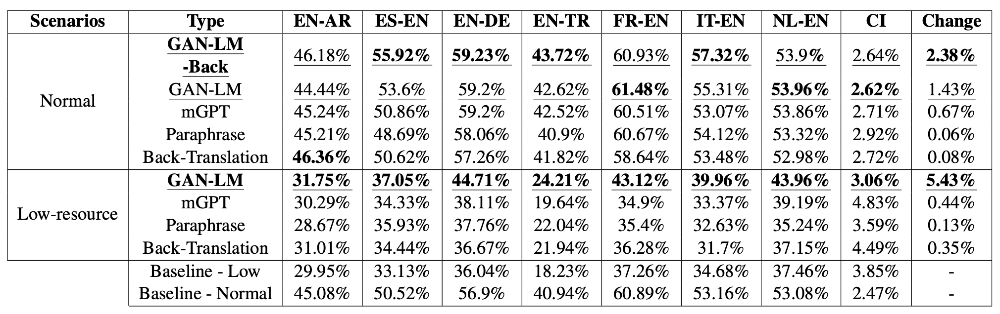 Scenarios Type EN-AR ES-EN EN-DE EN-TR FR-EN IT-EN NL-EN CI Change
Normal
GAN-LM
-Back
46.18% 55.92% 59.23% 43.72% 60.93% 57.32% 53.9% 2.64% 2.38%
GAN-LM 44.44% 53.6% 59.2% 42.62% 61.48% 55.31% 53.96% 2.62% 1.43%
mGPT 45.24% 50.86% 59.2% 42.52% 60.51% 53.07% 53.86% 2.71% 0.67%
Paraphrase 45.21% 48.69% 58.06% 40.9% 60.67% 54.12% 53.32% 2.92% 0.06%
Back-Translation 46.36% 50.62% 57.26% 41.82% 58.64% 53.48% 52.98% 2.72% 0.08%
Low-resource
GAN-LM 31.75% 37.05% 44.71% 24.21% 43.12% 39.96% 43.96% 3.06% 5.43%
mGPT 30.29% 34.33% 38.11% 19.64% 34.9% 33.37% 39.19% 4.83% 0.44%
Paraphrase 28.67% 35.93% 37.76% 22.04% 35.4% 32.63% 35.24% 3.59% 0.13%
Back-Translation 31.01% 34.44% 36.67% 21.94% 36.28% 31.7% 37.15% 4.49% 0.35%
Baseline - Low 29.95% 33.13% 36.04% 18.23% 37.26% 34.68% 37.46% 3.85% -
Baseline - Normal 45.08% 50.52% 56.9% 40.94% 60.89% 53.16% 53.08% 2.47% -